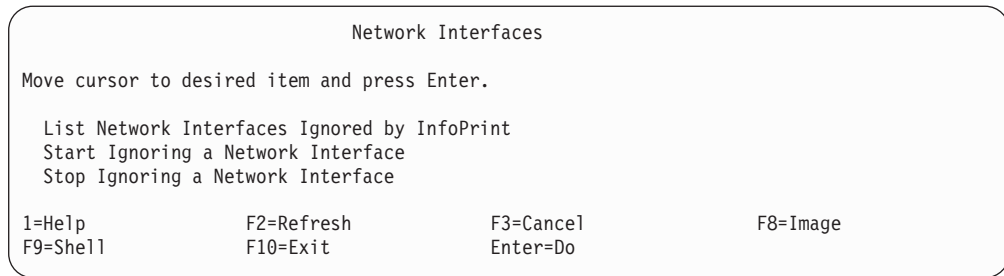 Network Interfaces
Move cursor to desired item and press Enter.
List Network Interfaces Ignored by InfoPrint
Start Ignoring a Network Interface
Stop Ignoring a Network Interface
1=Help F2=Refresh F3=Cancel F8=Image
F9=Shell F10=Exit Enter=Do